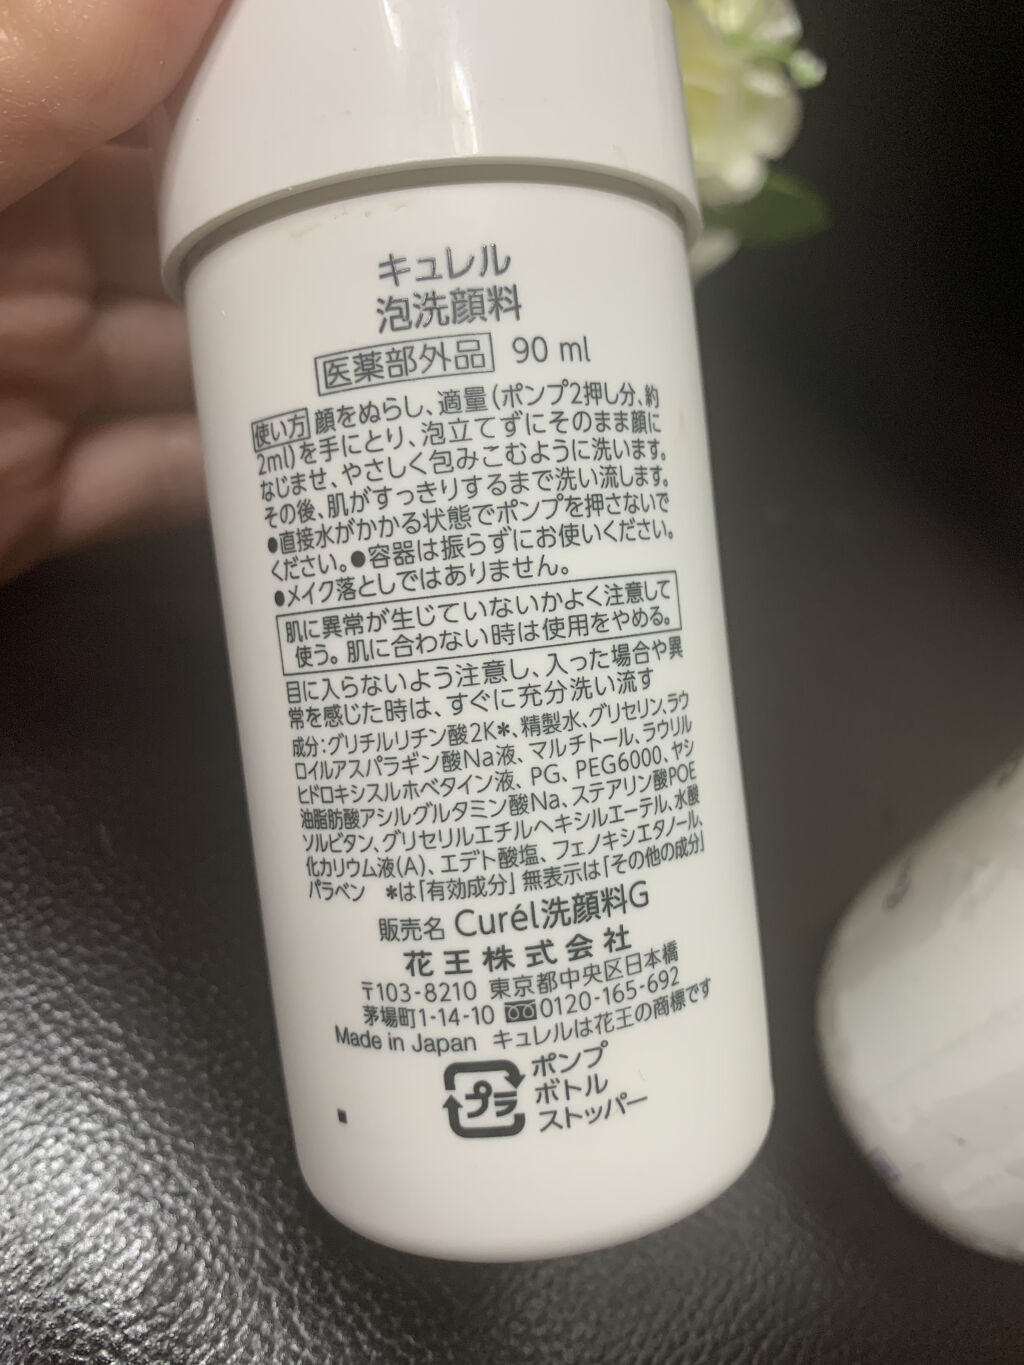 キュレル
泡洗顔料
医薬部外品 90 ml
使い方 顔をぬらし、適量(ポンプ2押し分、約
2ml)を手にとり、泡立てずにそのまま顔に
なじませ、やさしく包みこむように洗います。
その後、肌がすっきりするまで洗い流します。
●直接水がかかる状態でポンプを押さないで
ください。●容器は振らずにお使いください。
●メイク落としではありません。
肌に異常が生じていないかよく注意して
使う。肌に合わない時は使用をやめる。
目に入らないよう注意し、入った場合や異
常を感じた時は、すぐに充分洗い流す
成分:グリチルリチン酸2K*、精製水、グリセリン、ラウ
ロイルアスパラギン酸Na液、マルチトール、ラウリル
ヒドロキシスルホベタイン液、PG、PEG6000、ヤシ
油脂肪酸アシルグルタミン酸Na、ステアリン酸POE
ソルビタン、グリセリルエチルヘキシルエーテル、水酸
化カリウム液(A)、エデト酸塩、フェノキシエタノール、
パラベン *は「有効成分」無表示は「その他の成分」
販売名 Curél洗顔料G
花王株式会社
〒103-8210 東京都中央区日本橋
茅場町1-14-10 0120-165-692
Made in Japan キュレルは花王の商標です
プラ ポンプ
ボトル
ストッパー